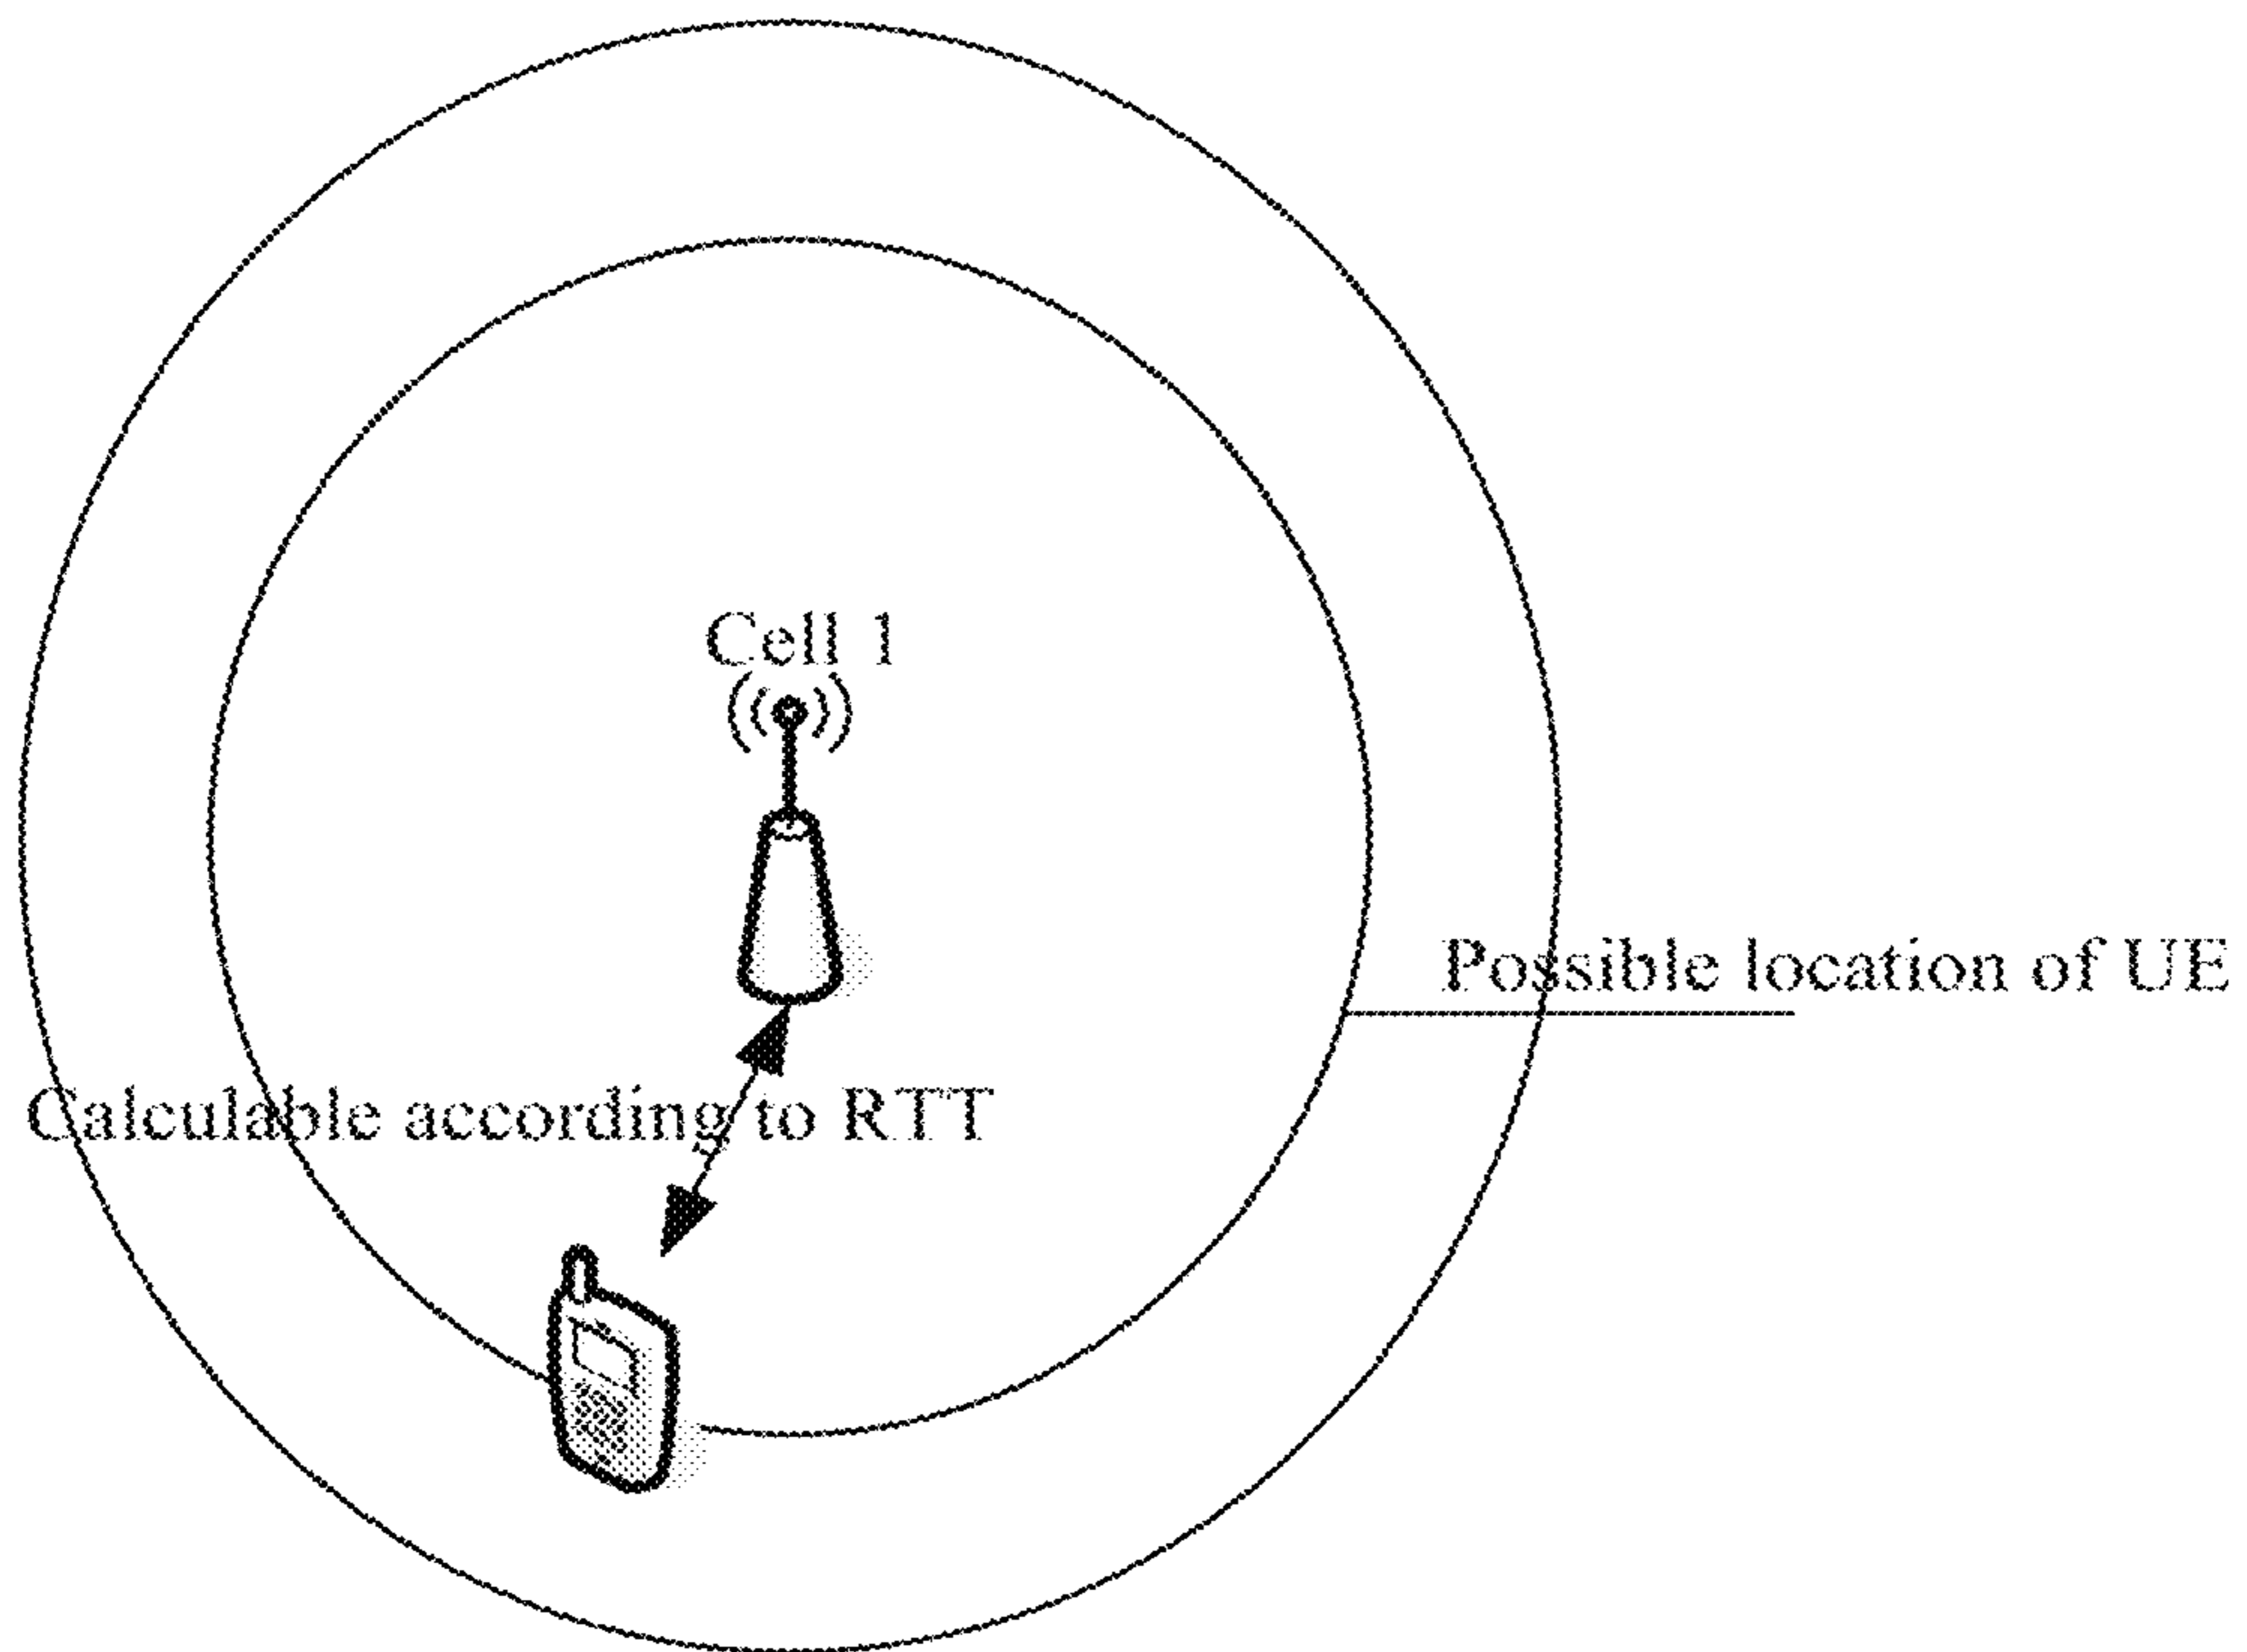 Cell 1
Possible location of UE
Calculable according to RTT